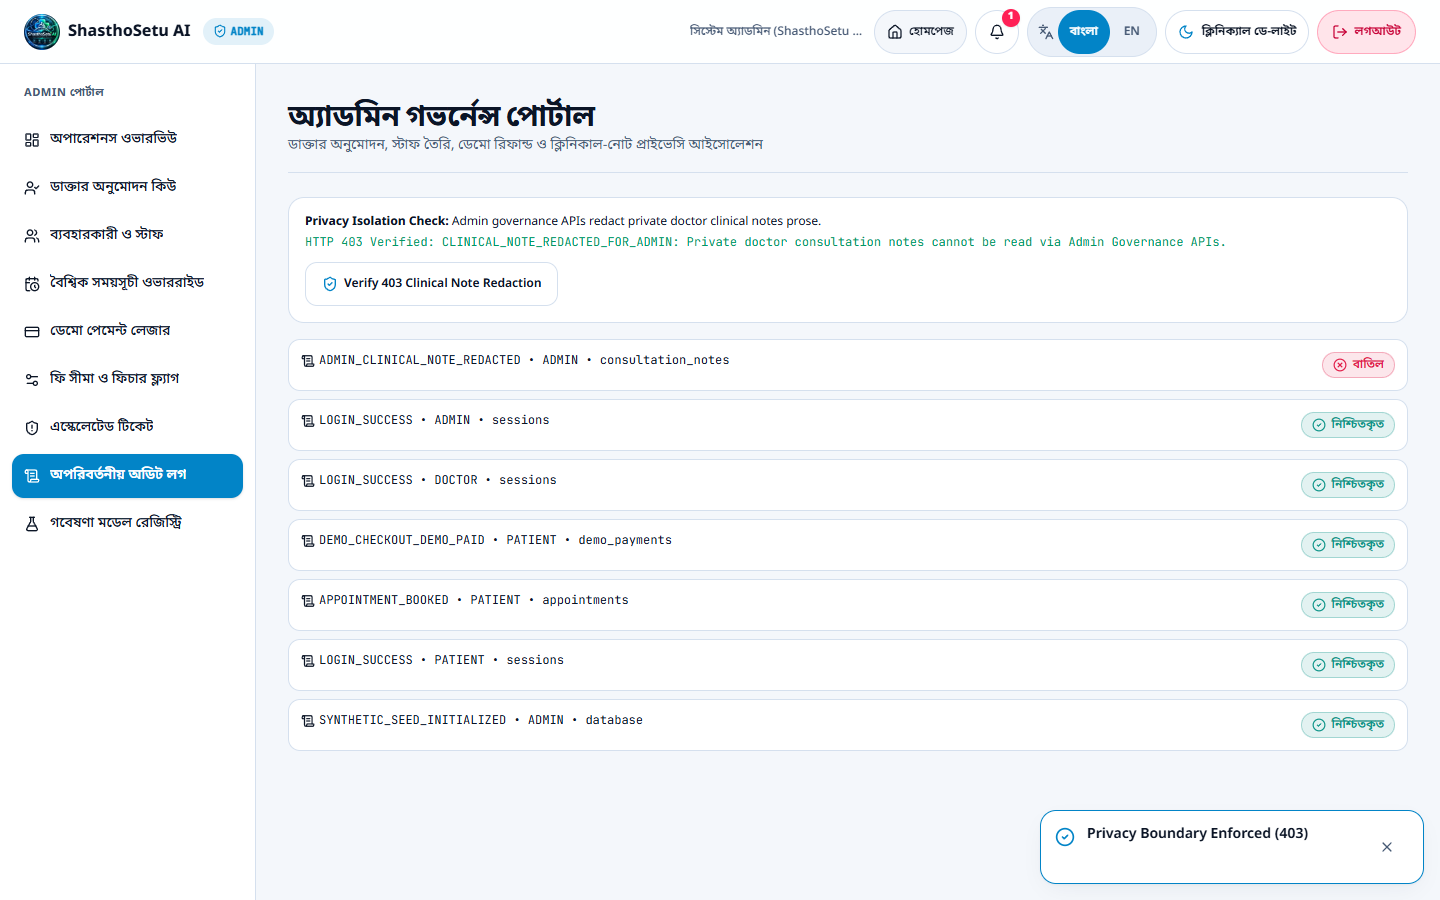 ShasthoSetu AI
ADMIN
সিস্টেম অ্যাডমিন (ShasthoSetu ...
হোমপেজ
1
বাংলা
EN
ক্লিনিক্যাল ডে-লাইট
লগআউট
ADMIN পোর্টাল
অপারেশনস ওভারভিউ
ডাক্তার অনুমোদন কিউ
ব্যবহারকারী ও স্টাফ
বৈশ্বিক সময়সূচী ওভাররাইড
ডেমো পেমেন্ট লেজার
ফি সীমা ও ফিচার ফ্ল্যাগ
এস্কেলেটেড টিকেট
অপরিবর্তনীয় অডিট লগ
গবেষণা মডেল রেজিস্ট্রি
অ্যাডমিন গভর্নেন্স পোর্টাল
ডাক্তার অনুমোদন, স্টাফ তৈরি, ডেমো রিফান্ড ও ক্লিনিকাল-নোট প্রাইভেসি আইসোলেশন
Privacy Isolation Check: Admin governance APIs redact private doctor clinical notes prose.
HTTP 403 Verified: CLINICAL_NOTE_REDACTED_FOR_ADMIN: Private doctor consultation notes cannot be read via Admin Governance APIs.
Verify 403 Clinical Note Redaction
ADMIN_CLINICAL_NOTE_REDACTED • ADMIN • consultation_notes
বাতিল
LOGIN_SUCCESS • ADMIN • sessions
নিশ্চিতকৃত
LOGIN_SUCCESS • DOCTOR • sessions
নিশ্চিতকৃত
DEMO_CHECKOUT_DEMO_PAID • PATIENT • demo_payments
নিশ্চিতকৃত
APPOINTMENT_BOOKED • PATIENT • appointments
নিশ্চিতকৃত
LOGIN_SUCCESS • PATIENT • sessions
নিশ্চিতকৃত
SYNTHETIC_SEED_INITIALIZED • ADMIN • database
নিশ্চিতকৃত
Privacy Boundary Enforced (403)